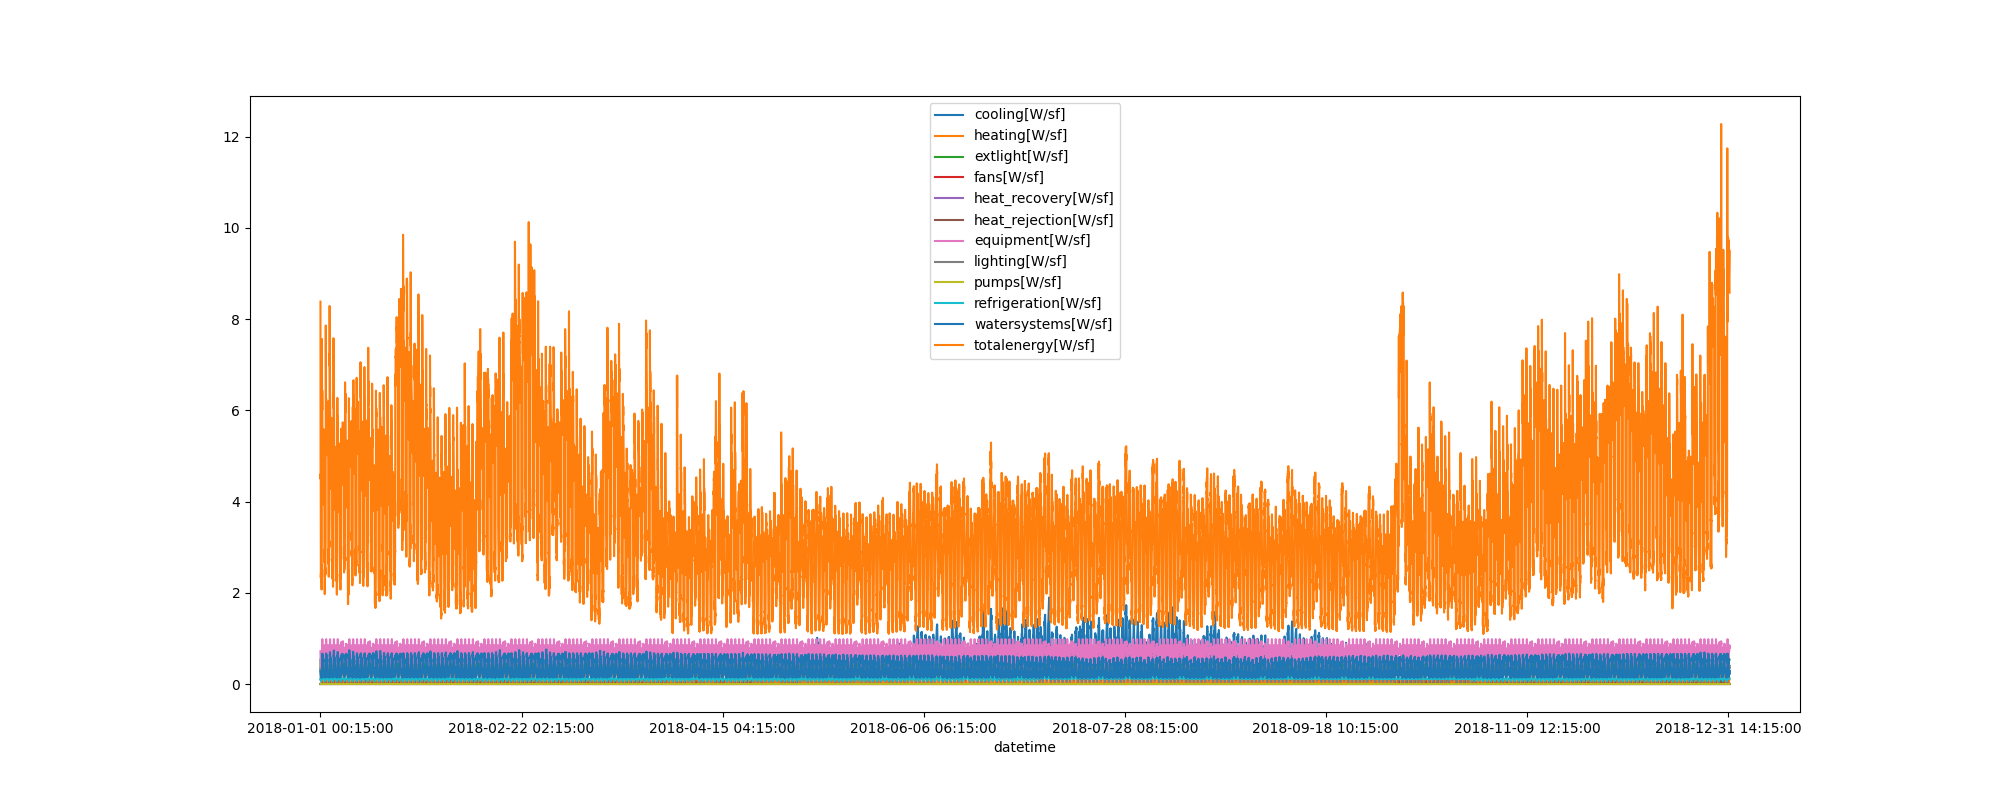 cooling[W/sf]
heating[W/sf]
extlight[W/sf]
fans[W/sf]
heat_recovery[W/sf]
heat_rejection[W/sf]
equipment[W/sf]
lighting[W/sf]
pumps[W/sf]
refrigeration[W/sf]
watersystems[W/sf]
totalenergy[W/sf]
12
10
8
6
4
2
0
2018-01-01 00:15:00 2018-02-22 02:15:00 2018-04-15 04:15:00 2018-06-06 06:15:00 2018-07-28 08:15:00 2018-09-18 10:15:00 2018-11-09 12:15:00 2018-12-31 14:15:00
datetime